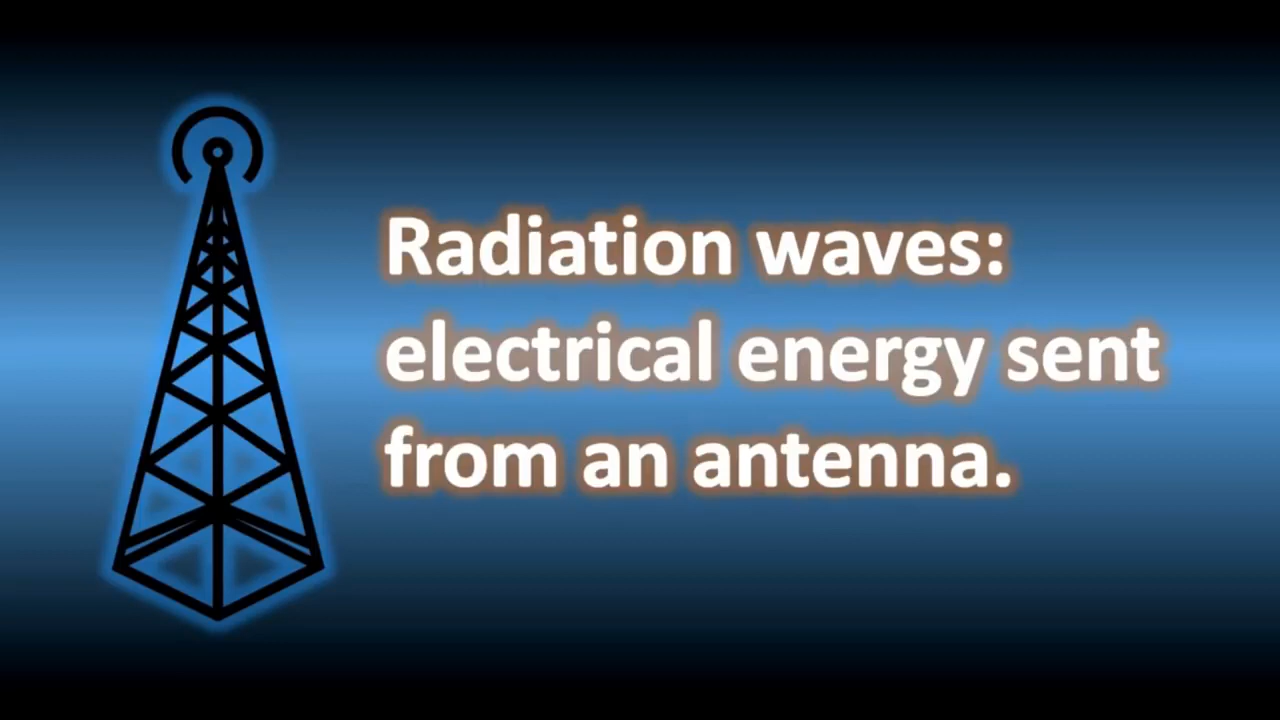 Radiation waves:
electrical energy sent
from an antenna.